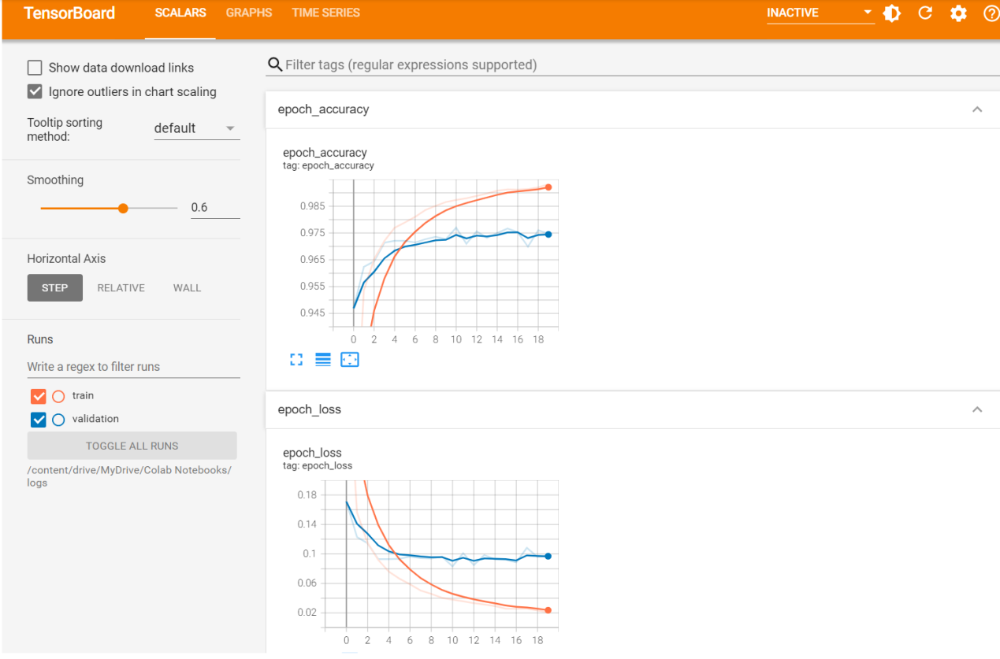 TensorBoard
SCALARS
GRAPHS
TIME SERIES
INACTIVE
Show data download links
Ignore outliers in chart scaling
Tooltip sorting
method:
default
Smoothing
0.6
Horizontal Axis
STEP
RELATIVE
WALL
Runs
Write a regex to filter runs
train
validation
TOGGLE ALL RUNS
/content/drive/MyDrive/Colab Notebooks/
logs
Filter tags (regular expressions supported)
epoch_accuracy
epoch_accuracy
tag: epoch_accuracy
0.985
0.975
0.965
0.955
0.945
0 2 4 6 8 10 12 14 16 18
epoch_loss
epoch_loss
tag: epoch_loss
0.18
0.14
0.1
0.06
0.02
0 2 4 6 8 10 12 14 16 18